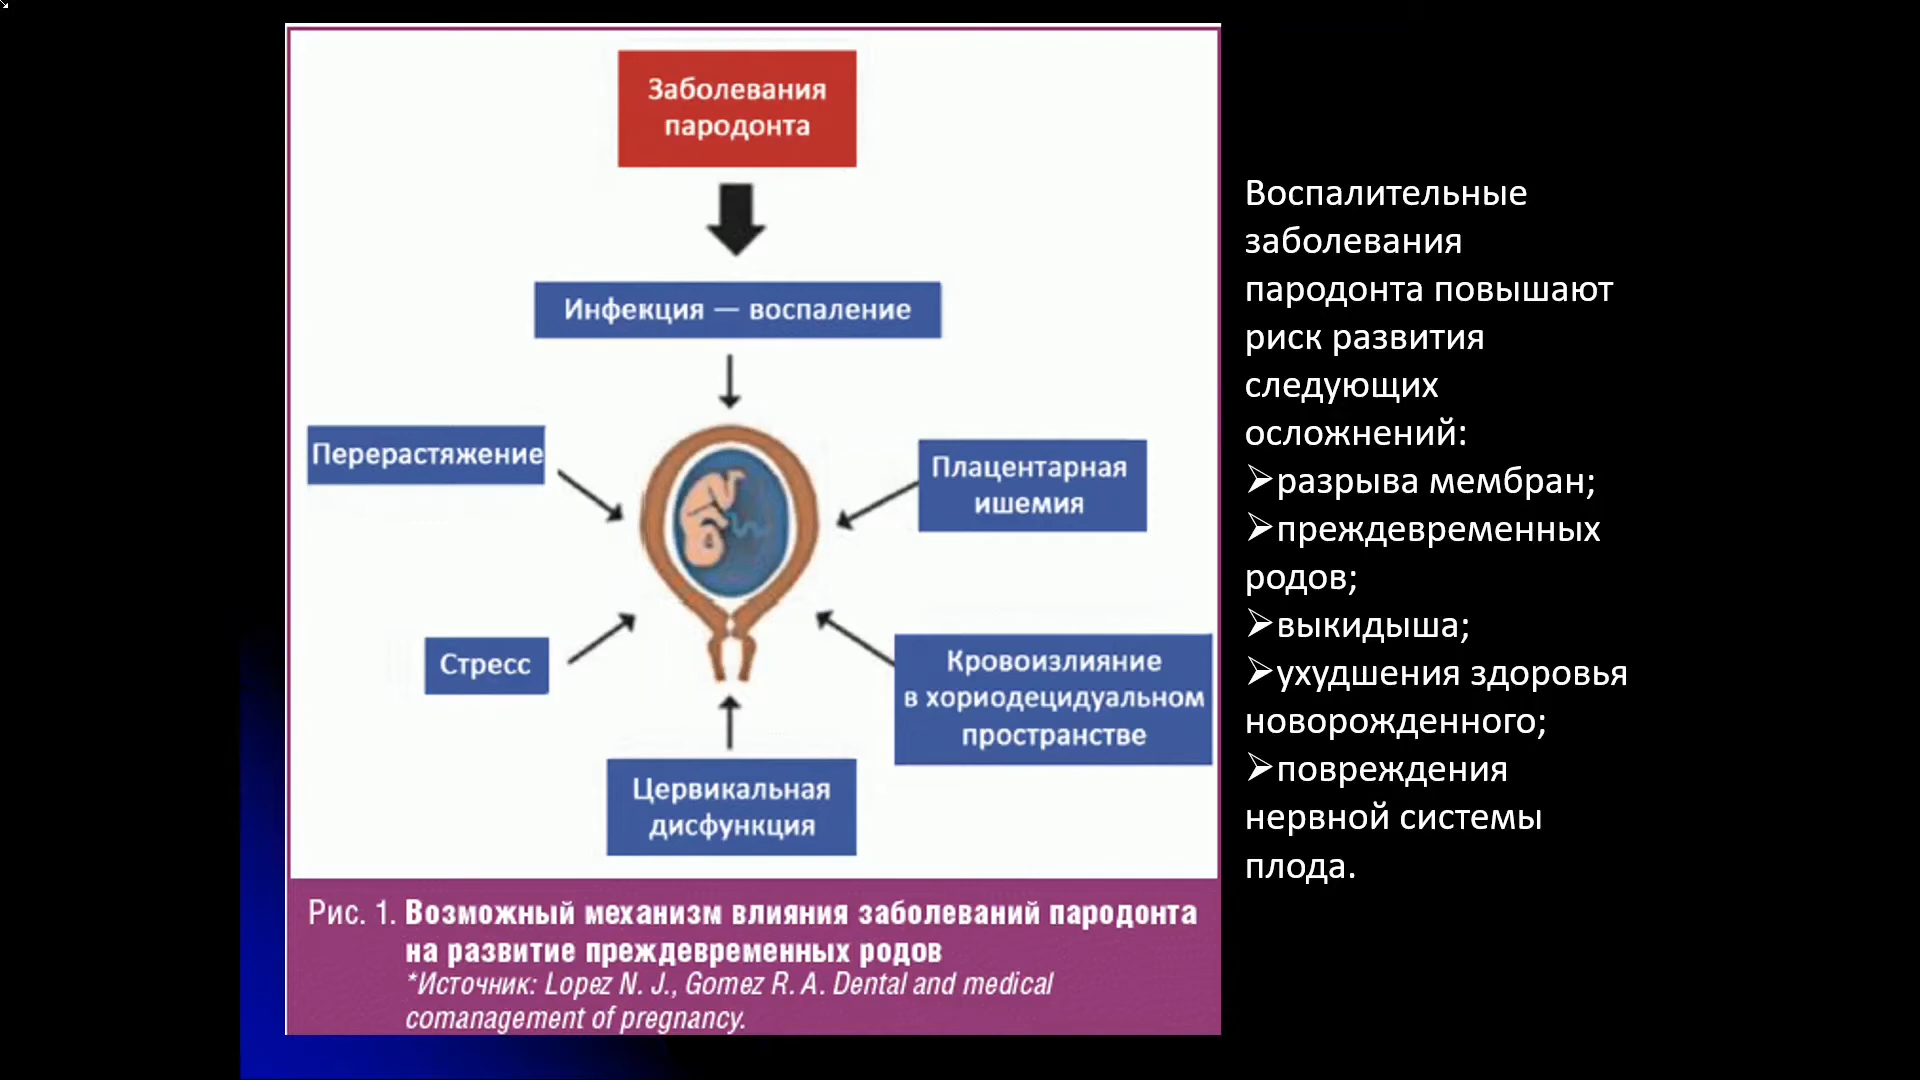 Заболевания
пародонта
Инфекция — воспаление
Перерастяжение
Плацентарная
ишемия
Стресс
Кровоизлияние
в хориодецидуальном
пространстве
Цервикальная
дисфункция
Рис. 1. Возможный механизм влияния заболеваний пародонта
на развитие преждевременных родов
*Источник: Lopez N. J., Gomez R. A. Dental and medical
comanagement of pregnancy.
Воспалительные
заболевания
пародонта повышают
риск развития
следующих
осложнений:
➢разрыва мембран;
➢преждевременных
родов;
➢выкидыша;
➢ухудшения здоровья
новорожденного;
➢повреждения
нервной системы
плода.